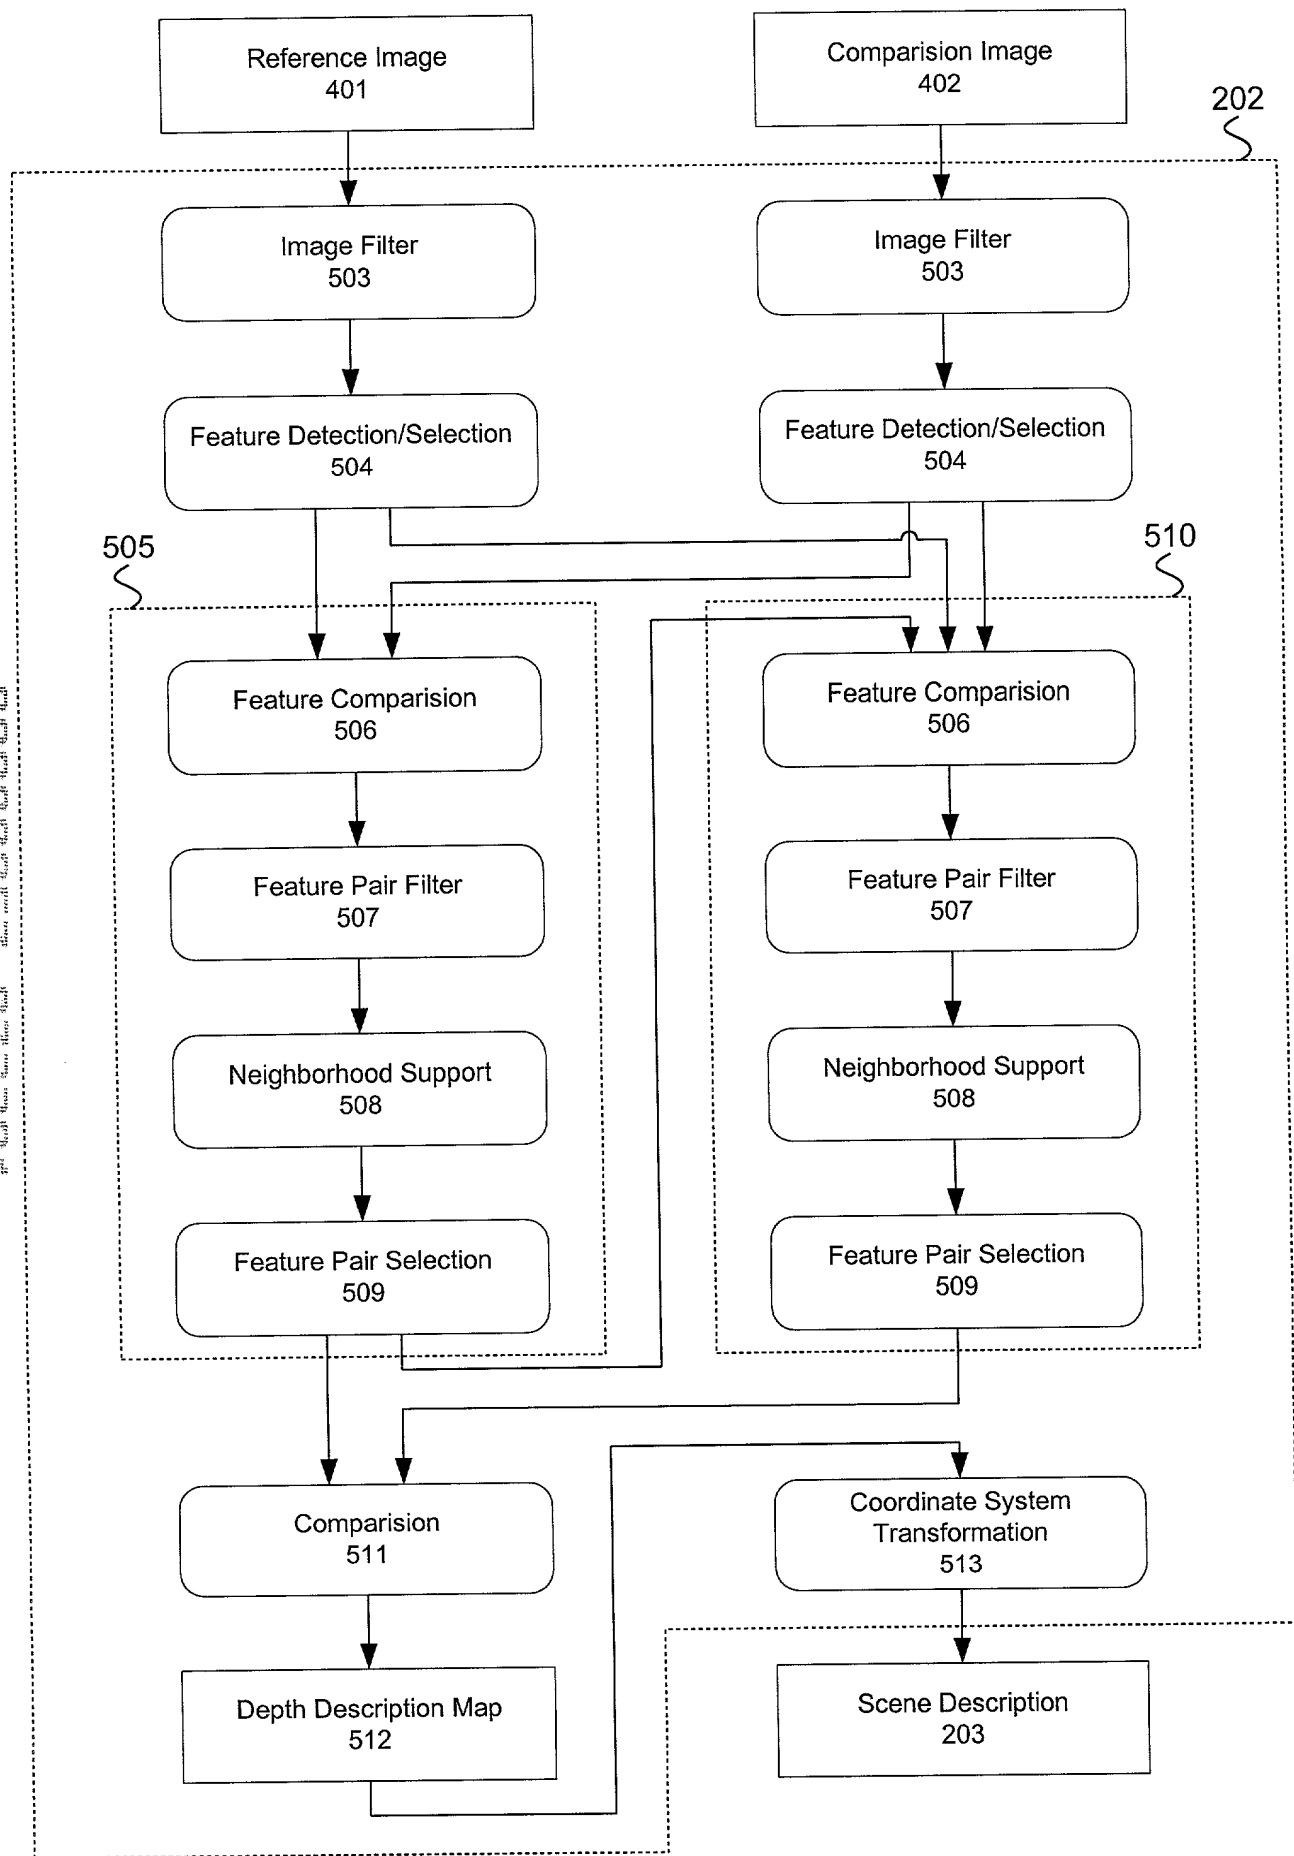 Reference Image
401
Comparision Image
402
202
Image Filter
503
Image Filter
503
Feature Detection/Selection
504
Feature Detection/Selection
504
505
510
Feature Comparision
506
Feature Comparision
506
Feature Pair Filter
507
Feature Pair Filter
507
Neighborhood Support
508
Neighborhood Support
508
Feature Pair Selection
509
Feature Pair Selection
509
Comparision
511
Coordinate System
Transformation
513
Depth Description Map
512
Scene Description
203